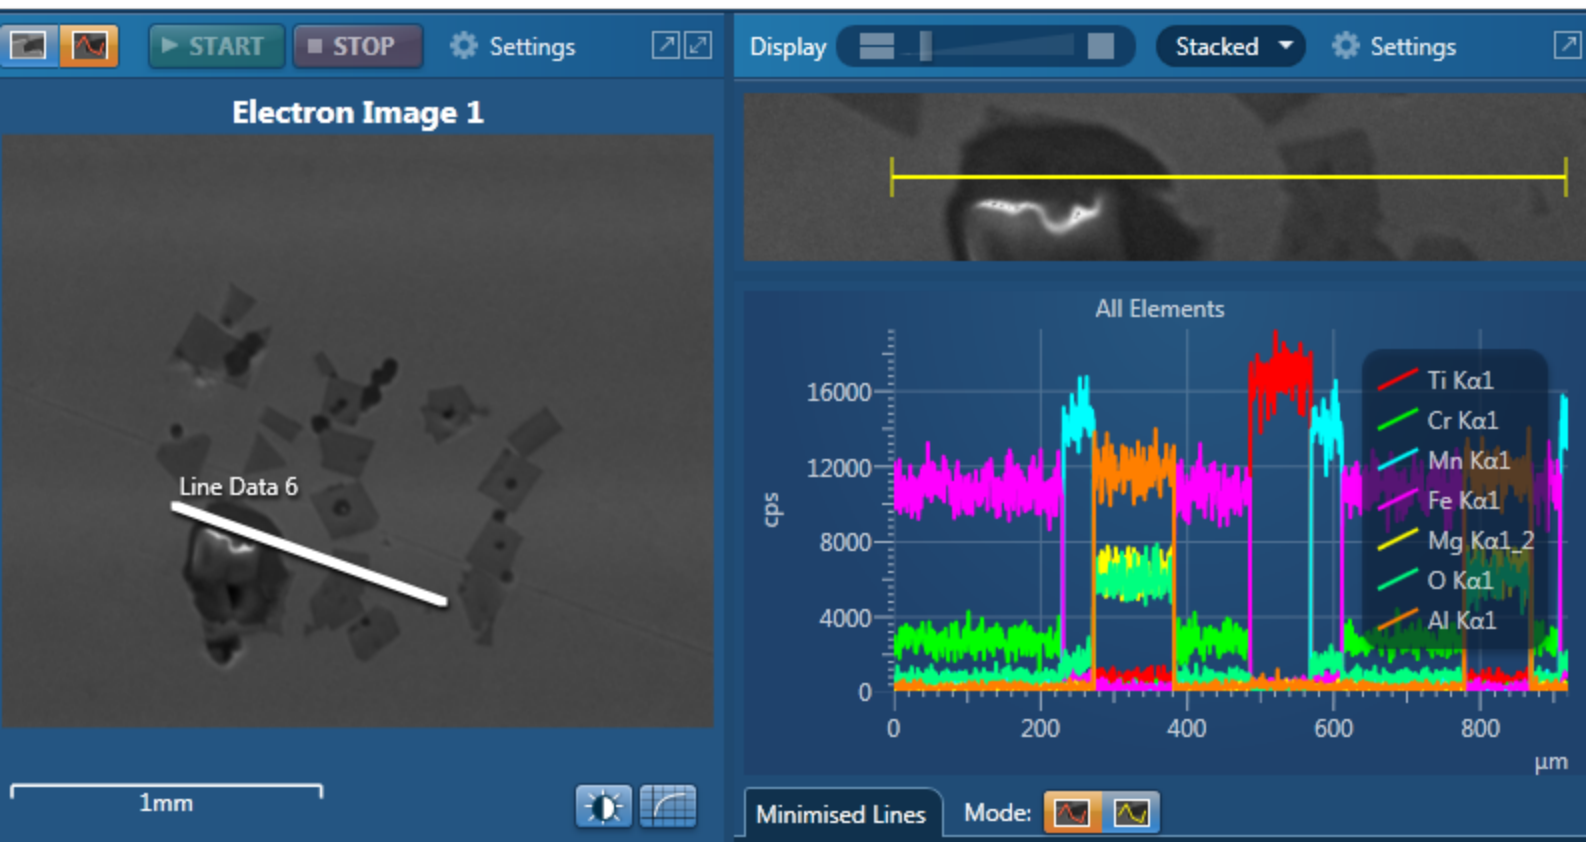 START
STOP
Settings
Display
Stacked
Settings
Electron Image 1
Line Data 6
1mm
All Elements
16000
12000
8000
4000
0
cps
Ti Kα1
Cr Kα1
Mn Kα1
Fe Kα1
Mg Kα1_2
O Kα1
Al Kα1
0 200 400 600 800
µm
Minimised Lines
Mode: